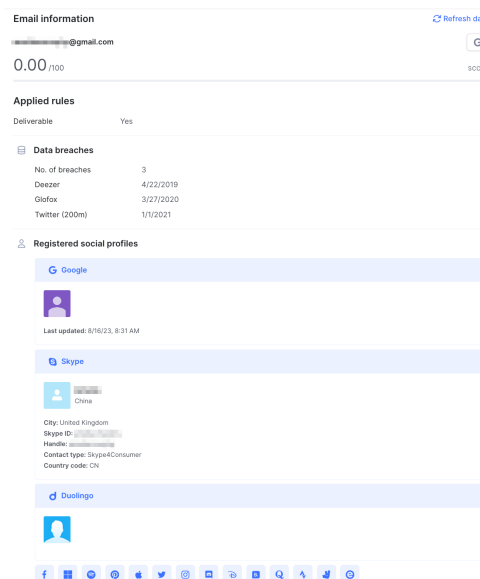 Email information
Refresh da
@gmail.com
G
0.00 /100
SCO
Applied rules
Deliverable Yes
Data breaches
No. of breaches 3
Deezer 4/22/2019
Glofox 3/27/2020
Twitter (200m) 1/1/2021
Registered social profiles
Google
Last updated: 8/16/23, 8:31 AM
Skype
China
City: United Kingdom
Skype ID:
Handle:
Contact type: Skype4Consumer
Country code: CN
Duolingo